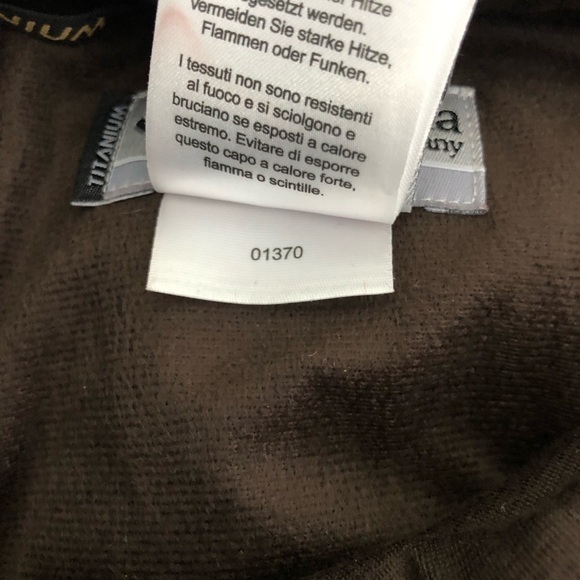 NIUM
Hitze
ausgesetzt werden.
Vermeiden Sie starke Hitze,
Flammen oder Funken.
I tessuti non sono resistenti
al fuoco e si sciolgono e
bruciano se esposti a calore
estremo. Evitare di esporre
questo capo a calore forte,
fiamma o scintille.
TITANIUM
a
any
01370